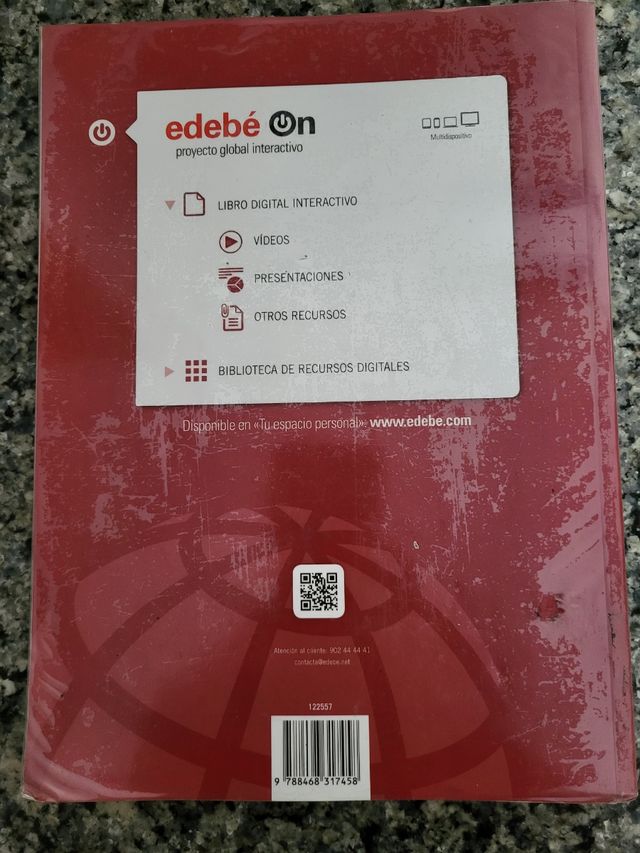 edebé On
proyecto global interactivo
Multidispositivo
LIBRO DIGITAL INTERACTIVO
VÍDEOS
PRESENTACIONES
OTROS RECURSOS
BIBLIOTECA DE RECURSOS DIGITALES
Disponible en «Tu espacio personal»: www.edebe.com
Atención al cliente: 902 44 44 41
contacta@edebe.net
122557
9 788468 317458